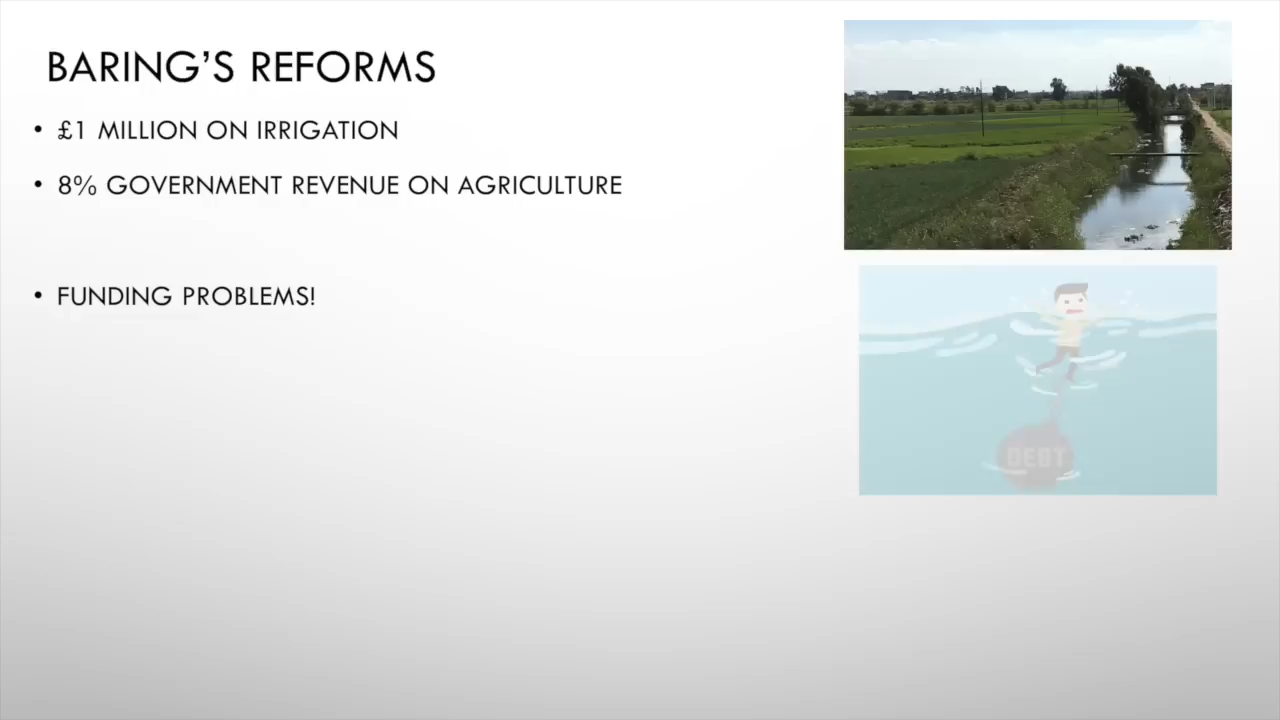 BARING'S REFORMS
• £1 MILLION ON IRRIGATION
• 8% GOVERNMENT REVENUE ON AGRICULTURE
• FUNDING PROBLEMS!
DEBT